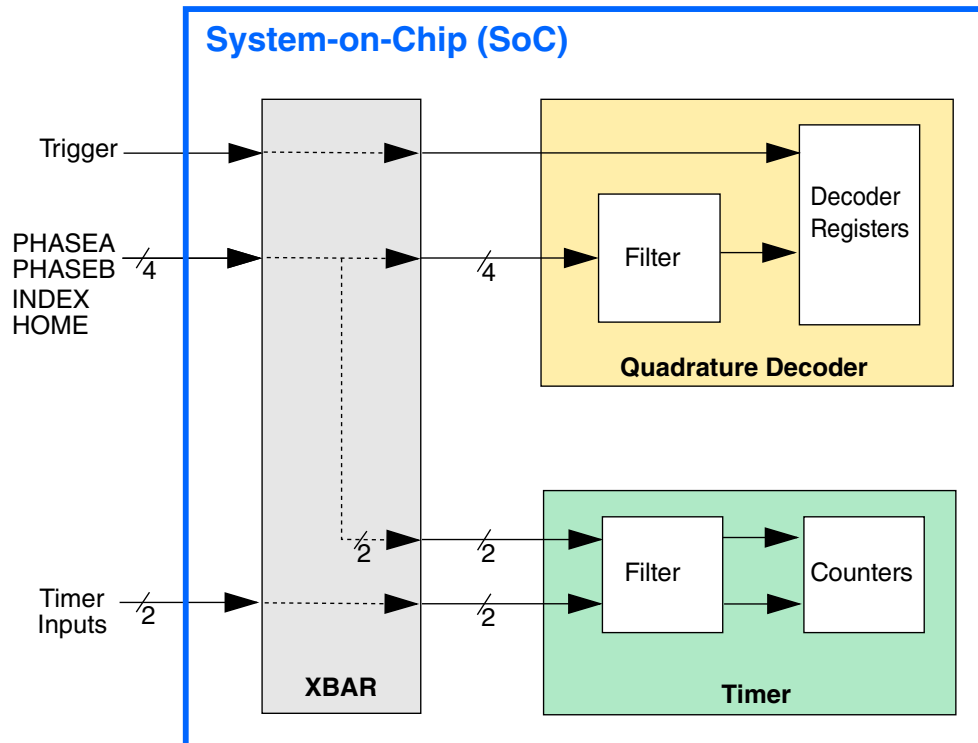 System-on-Chip (SoC)
Trigger
PHASEA
PHASEB
INDEX
HOME
4
4
Filter
Decoder
Registers
Quadrature Decoder
2
2
Timer
Inputs
2
2
Filter
Counters
XBAR
Timer